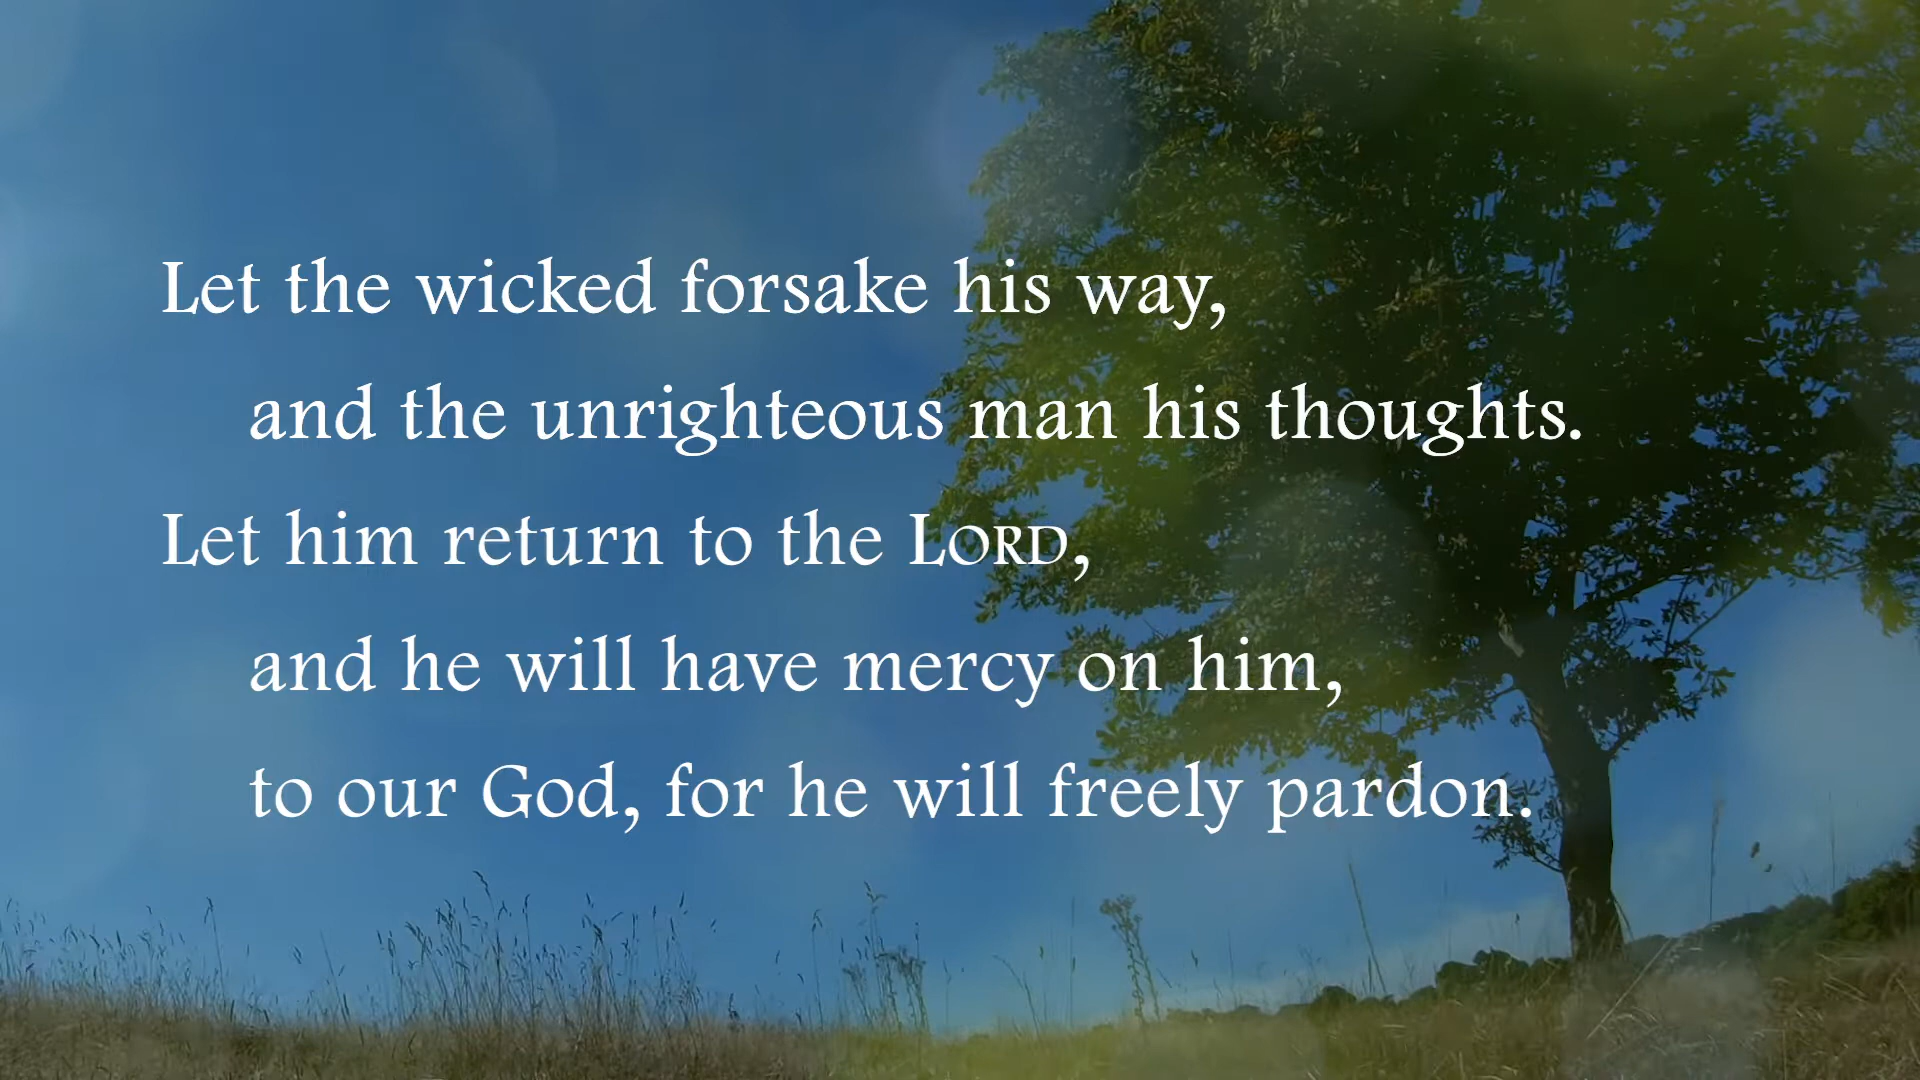 Let the wicked forsake his way,
and the unrighteous man his thoughts.
Let him return to the LORD,
and he will have mercy on him,
to our God, for he will freely pardon.